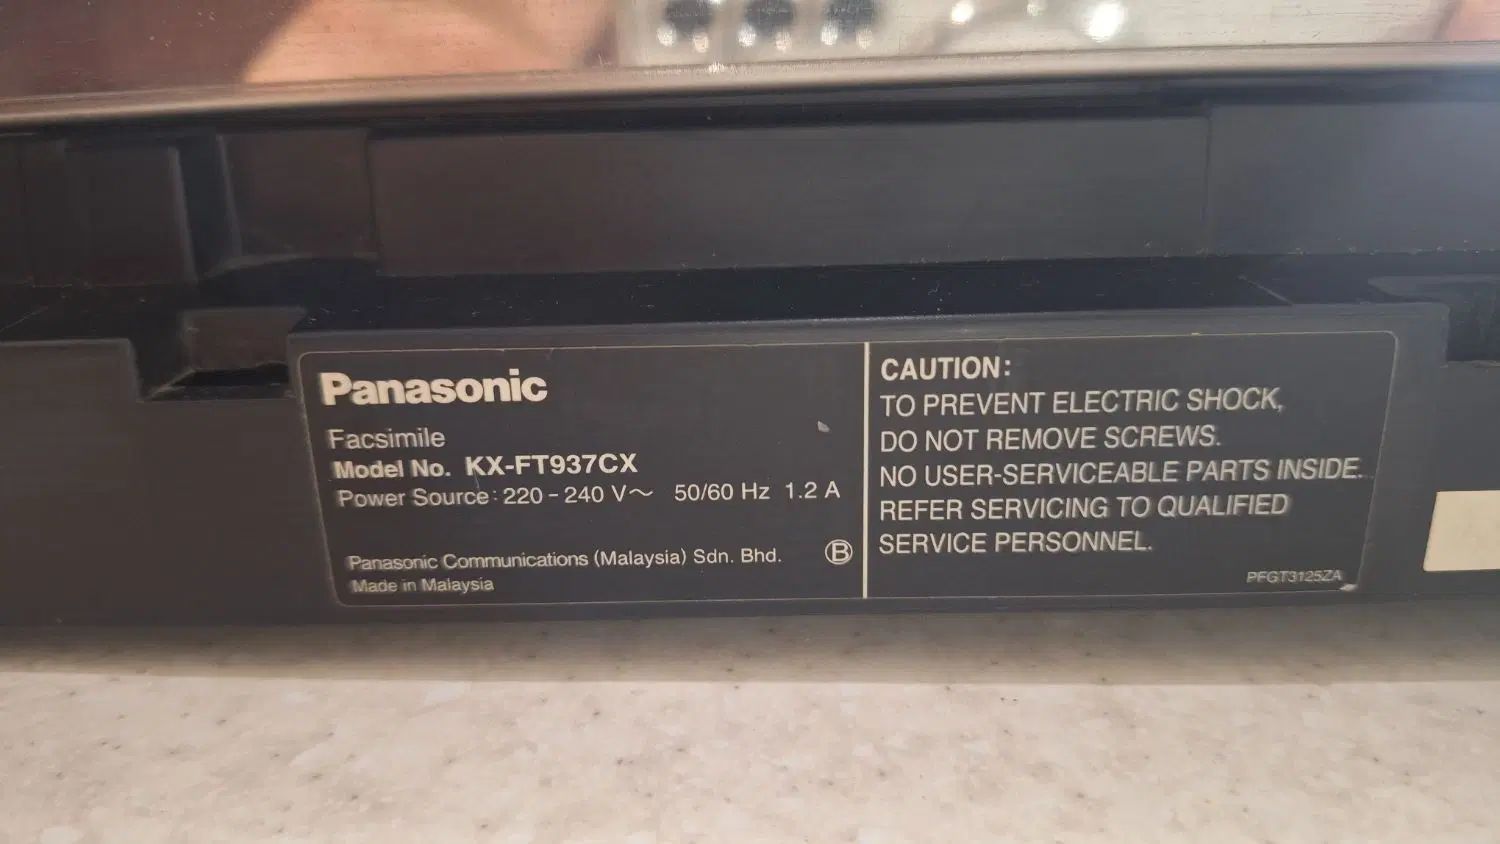 Panasonic
Facsimile
Model No. KX-FT937CX
Power Source: 220 - 240 V~ 50/60 Hz 1.2 A
Panasonic Communications (Malaysia) Sdn. Bhd. B
Made in Malaysia
CAUTION:
TO PREVENT ELECTRIC SHOCK,
DO NOT REMOVE SCREWS.
NO USER-SERVICEABLE PARTS INSIDE.
REFER SERVICING TO QUALIFIED
SERVICE PERSONNEL.
PFGT3125ZA